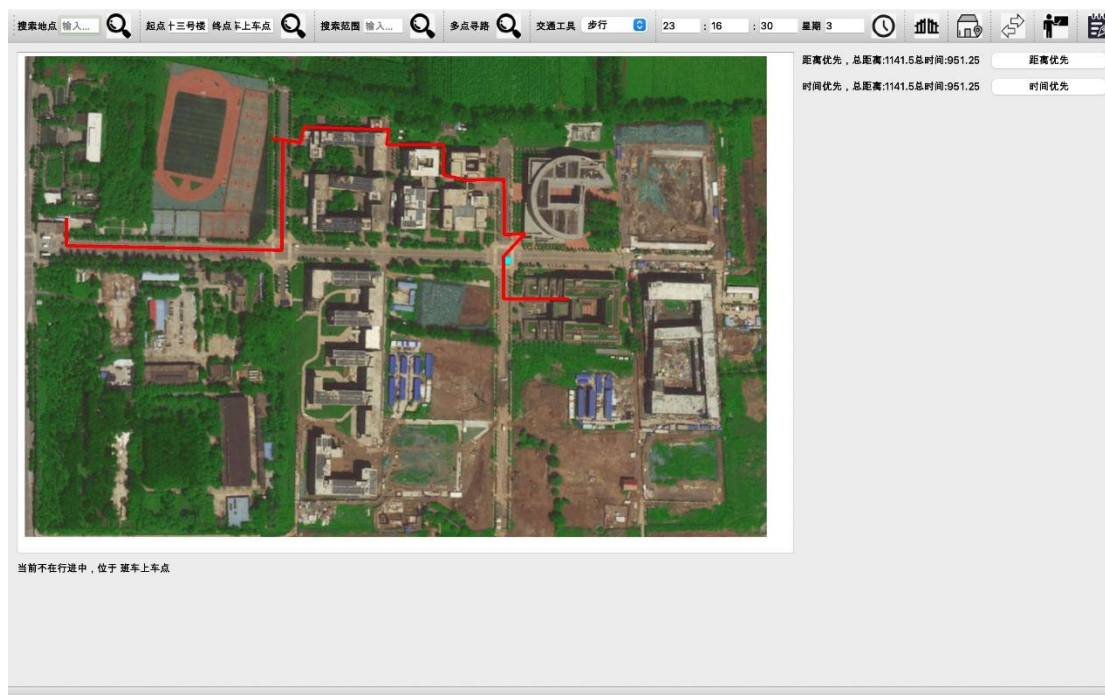 搜索地点 输入... 起点 十三号楼 终点 上车点 搜索范围 输入... 多点寻路 交通工具 步行 23 : 16 : 30 星期 3
距离优先，总距离:1141.5总时间:951.25 距离优先
时间优先，总距离:1141.5总时间:951.25 时间优先
当前不在行进中，位于 班车上车点